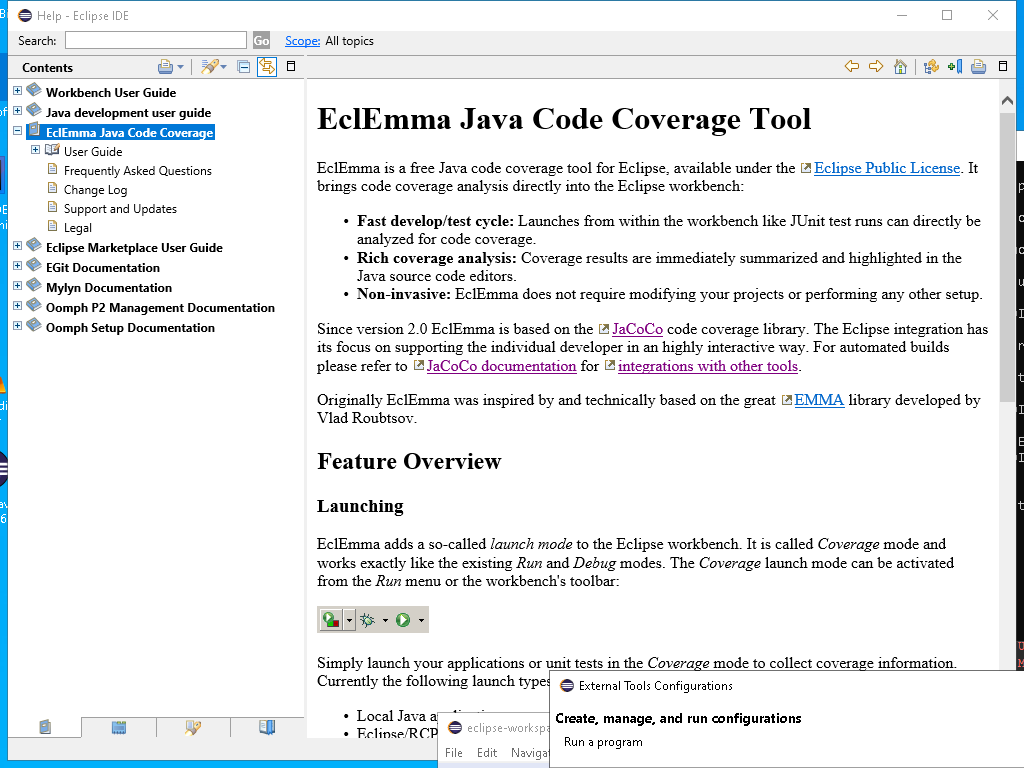 Help - Eclipse IDE
Search:
Go
Scope: All topics
Contents
Workbench User Guide
Java development user guide
EclEmma Java Code Coverage
User Guide
Frequently Asked Questions
Change Log
Support and Updates
Legal
Eclipse Marketplace User Guide
EGit Documentation
Mylyn Documentation
Oomph P2 Management Documentation
Oomph Setup Documentation
EclEmma Java Code Coverage Tool
EclEmma is a free Java code coverage tool for Eclipse, available under the Eclipse Public License. It
brings code coverage analysis directly into the Eclipse workbench:
• Fast develop/test cycle: Launches from within the workbench like JUnit test runs can directly be
analyzed for code coverage.
• Rich coverage analysis: Coverage results are immediately summarized and highlighted in the
Java source code editors.
• Non-invasive: EclEmma does not require modifying your projects or performing any other setup.
Since version 2.0 EclEmma is based on the JaCoCo code coverage library. The Eclipse integration has
its focus on supporting the individual developer in an highly interactive way. For automated builds
please refer to JaCoCo documentation for integrations with other tools.
Originally EclEmma was inspired by and technically based on the great EMMA library developed by
Vlad Roubtsov.
Feature Overview
Launching
EclEmma adds a so-called launch mode to the Eclipse workbench. It is called Coverage mode and
works exactly like the existing Run and Debug modes. The Coverage launch mode can be activated
from the Run menu or the workbench's toolbar:
Simply launch your applications or unit tests in the Coverage mode to collect coverage information.
Currently the following launch types
• Local Java
• Eclipse/RCP
eclipse-workspa
File Edit Navigat
External Tools Configurations
Create, manage, and run configurations
Run a program